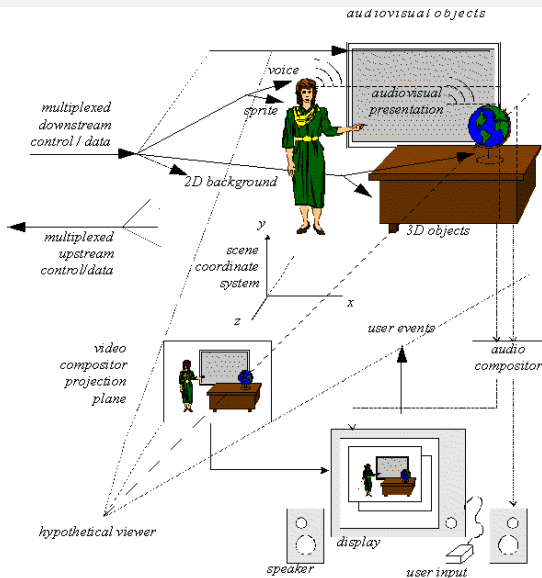 audiovisual objects
voice
sprite
audiovisual
presentation
multiplexed
downstream
control / data
2D background
3D objects
multiplexed
upstream
control/data
y
scene
coordinate
system
x
z
user events
video
compositor
projection
plane
audio
compositor
hypothetical viewer
display
speaker
user input